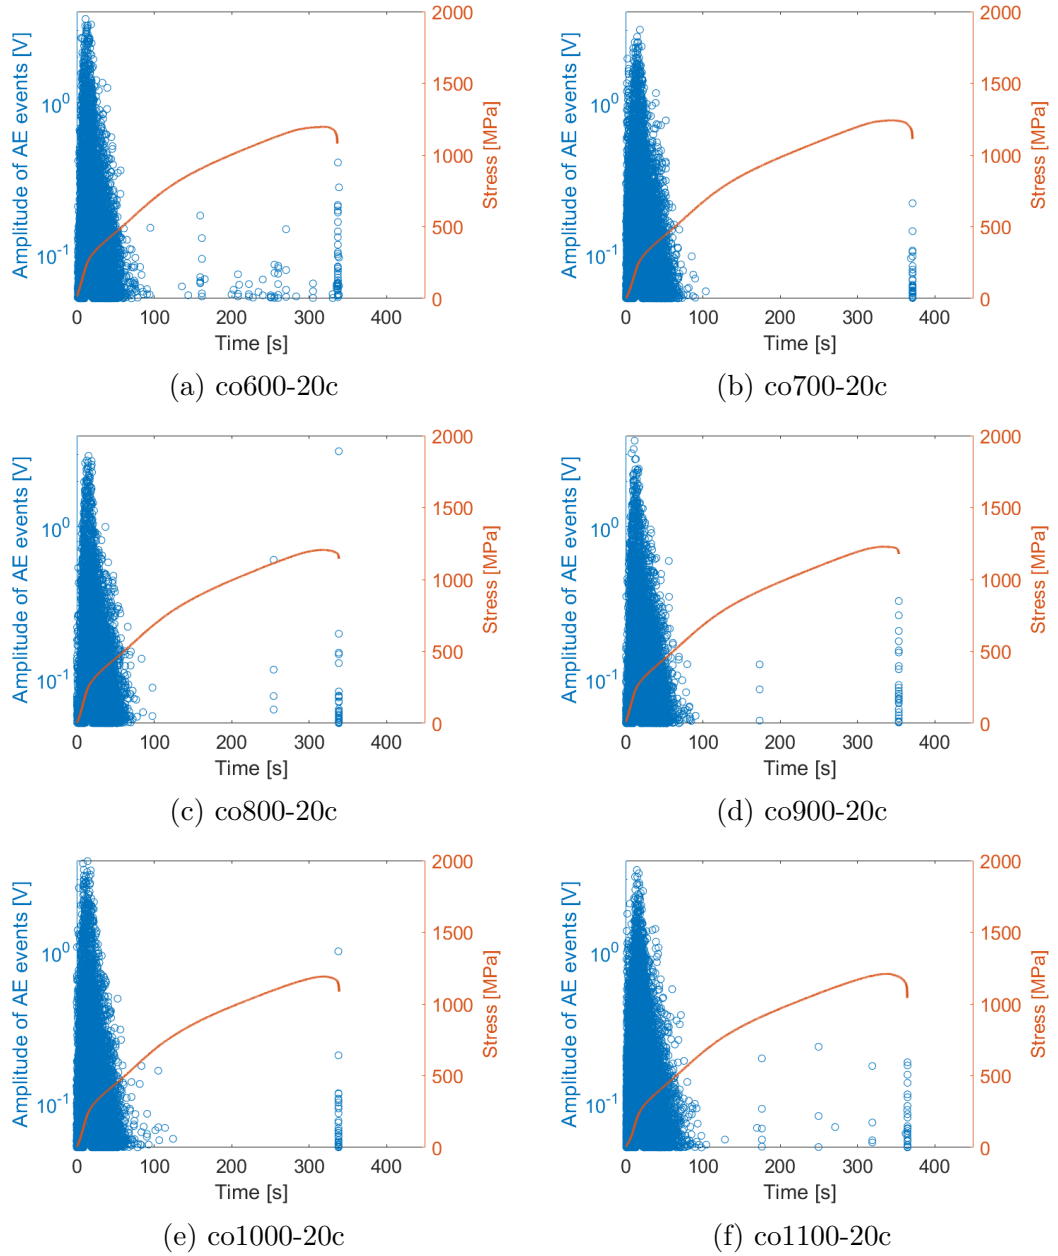 2000
1500
1000
500
0
10^0
10^-1
Amplitude of AE events [V]
Stress [MPa]
0 100 200 300 400
Time [s]
(a) co600-20c
2000
1500
1000
500
0
10^0
10^-1
Amplitude of AE events [V]
Stress [MPa]
0 100 200 300 400
Time [s]
(b) co700-20c
2000
1500
1000
500
0
10^0
10^-1
Amplitude of AE events [V]
Stress [MPa]
0 100 200 300 400
Time [s]
(c) co800-20c
2000
1500
1000
500
0
10^0
10^-1
Amplitude of AE events [V]
Stress [MPa]
0 100 200 300 400
Time [s]
(d) co900-20c
2000
1500
1000
500
0
10^0
10^-1
Amplitude of AE events [V]
Stress [MPa]
0 100 200 300 400
Time [s]
(e) co1000-20c
2000
1500
1000
500
0
10^0
10^-1
Amplitude of AE events [V]
Stress [MPa]
0 100 200 300 400
Time [s]
(f) co1100-20c